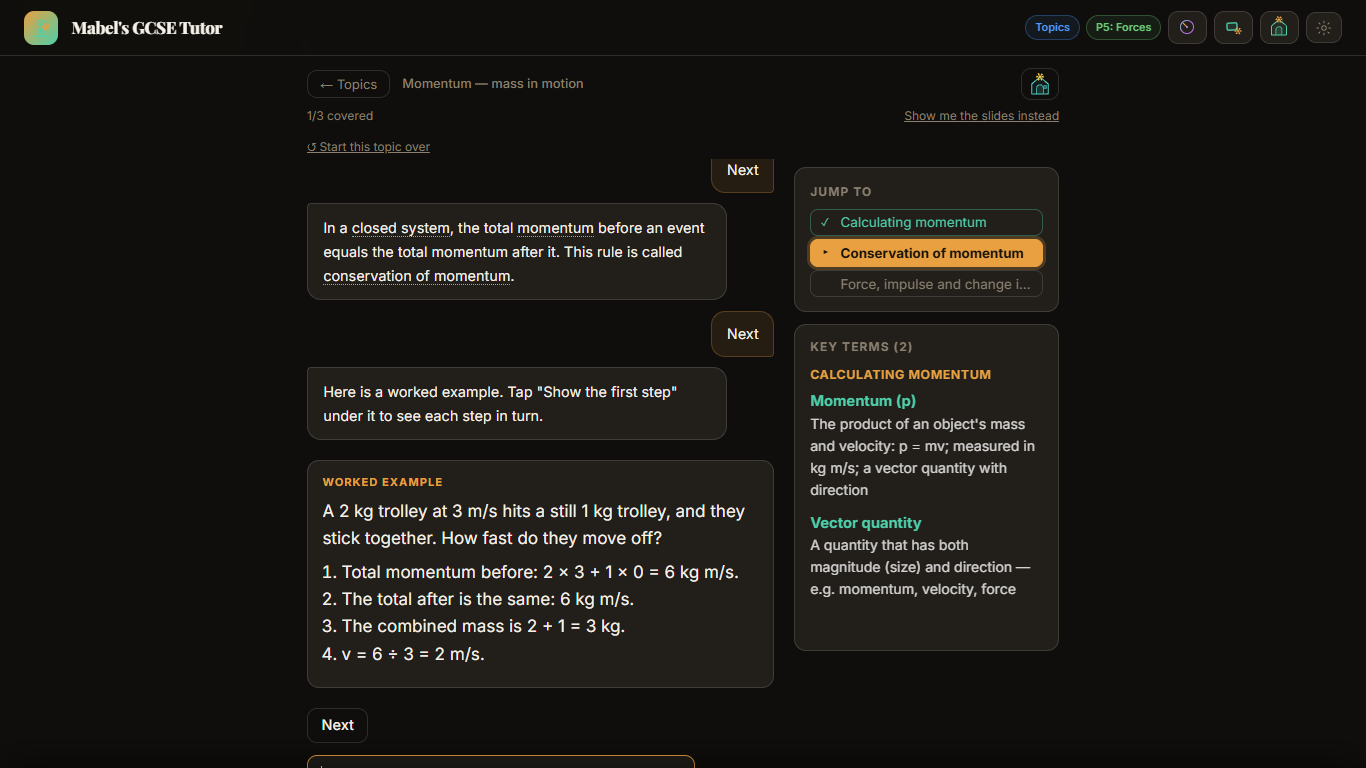 Mabel's GCSE Tutor
Topics
P5: Forces
← Topics
Momentum — mass in motion
1/3 covered
Show me the slides instead
↺ Start this topic over
Next
In a closed system, the total momentum before an event
equals the total momentum after it. This rule is called
conservation of momentum.
Next
Here is a worked example. Tap "Show the first step"
under it to see each step in turn.
WORKED EXAMPLE
A 2 kg trolley at 3 m/s hits a still 1 kg trolley, and they
stick together. How fast do they move off?
1. Total momentum before: 2 × 3 + 1 × 0 = 6 kg m/s.
2. The total after is the same: 6 kg m/s.
3. The combined mass is 2 + 1 = 3 kg.
4. v = 6 ÷ 3 = 2 m/s.
Next
JUMP TO
✓ Calculating momentum
‣ Conservation of momentum
Force, impulse and change i...
KEY TERMS (2)
CALCULATING MOMENTUM
Momentum (p)
The product of an object's mass
and velocity: p = mv; measured in
kg m/s; a vector quantity with
direction
Vector quantity
A quantity that has both
magnitude (size) and direction —
e.g. momentum, velocity, force